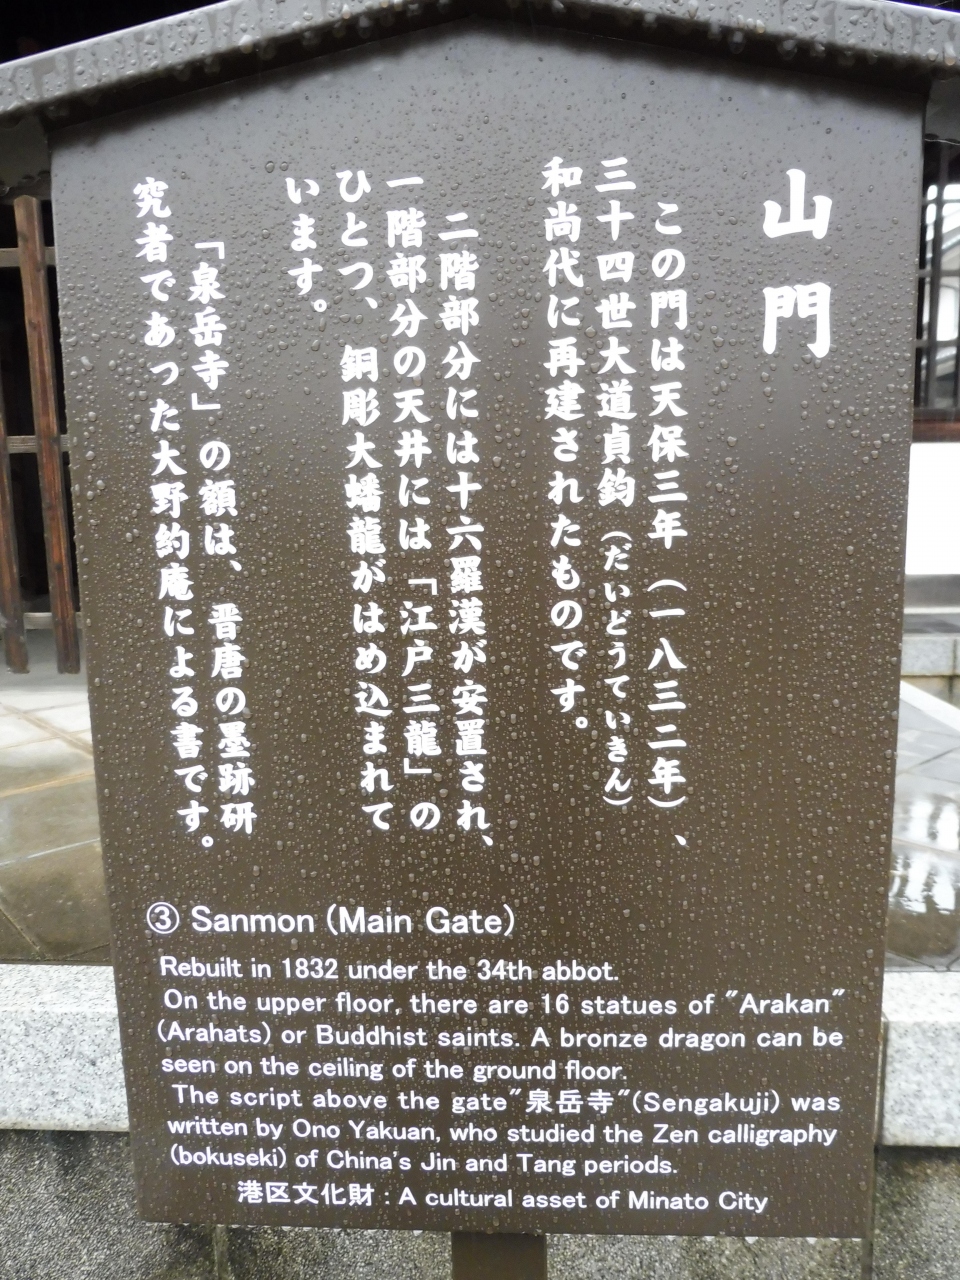 山門
この門は天保三年（一八三二年）、
三十四世大道貞鈞（だいどうていきん）
和尚代に再建されたものです。
二階部分には十六羅漢が安置され、
一階部分の天井には「江戸三龍」の
ひとつ、銅彫大蟠龍がはめ込まれて
います。
「泉岳寺」の額は、晋唐の墨跡研
究者であった大野約庵による書です。
③ Sanmon (Main Gate)
Rebuilt in 1832 under the 34th abbot.
On the upper floor, there are 16 statues of "Arakan"
(Arahats) or Buddhist saints. A bronze dragon can be
seen on the ceiling of the ground floor.
The script above the gate"泉岳寺"(Sengakuji) was
written by Ono Yakuan, who studied the Zen calligraphy
(bokuseki) of China's Jin and Tang periods.
港区文化財 : A cultural asset of Minato City